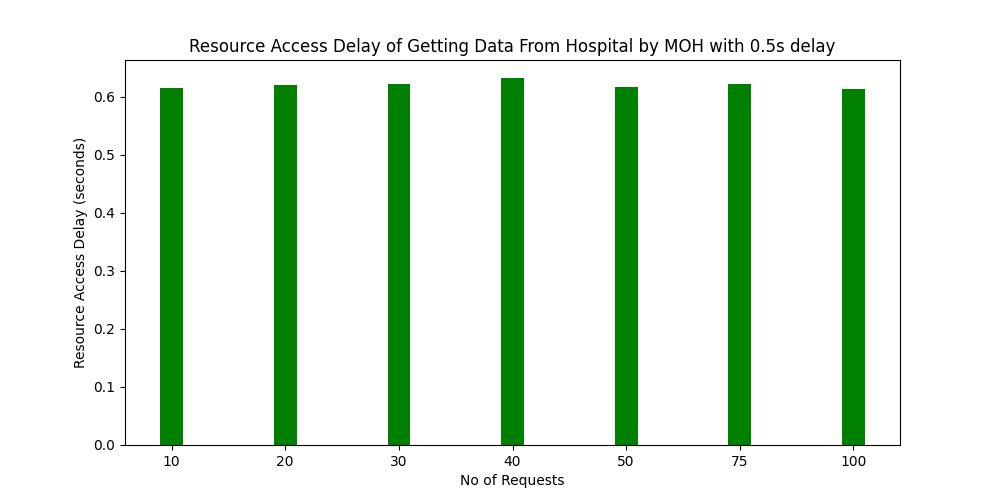 Resource Access Delay of Getting Data From Hospital by MOH with 0.5s delay
0.6
0.5
0.4
0.3
0.2
0.1
0.0
Resource Access Delay (seconds)
10 20 30 40 50 75 100
No of Requests